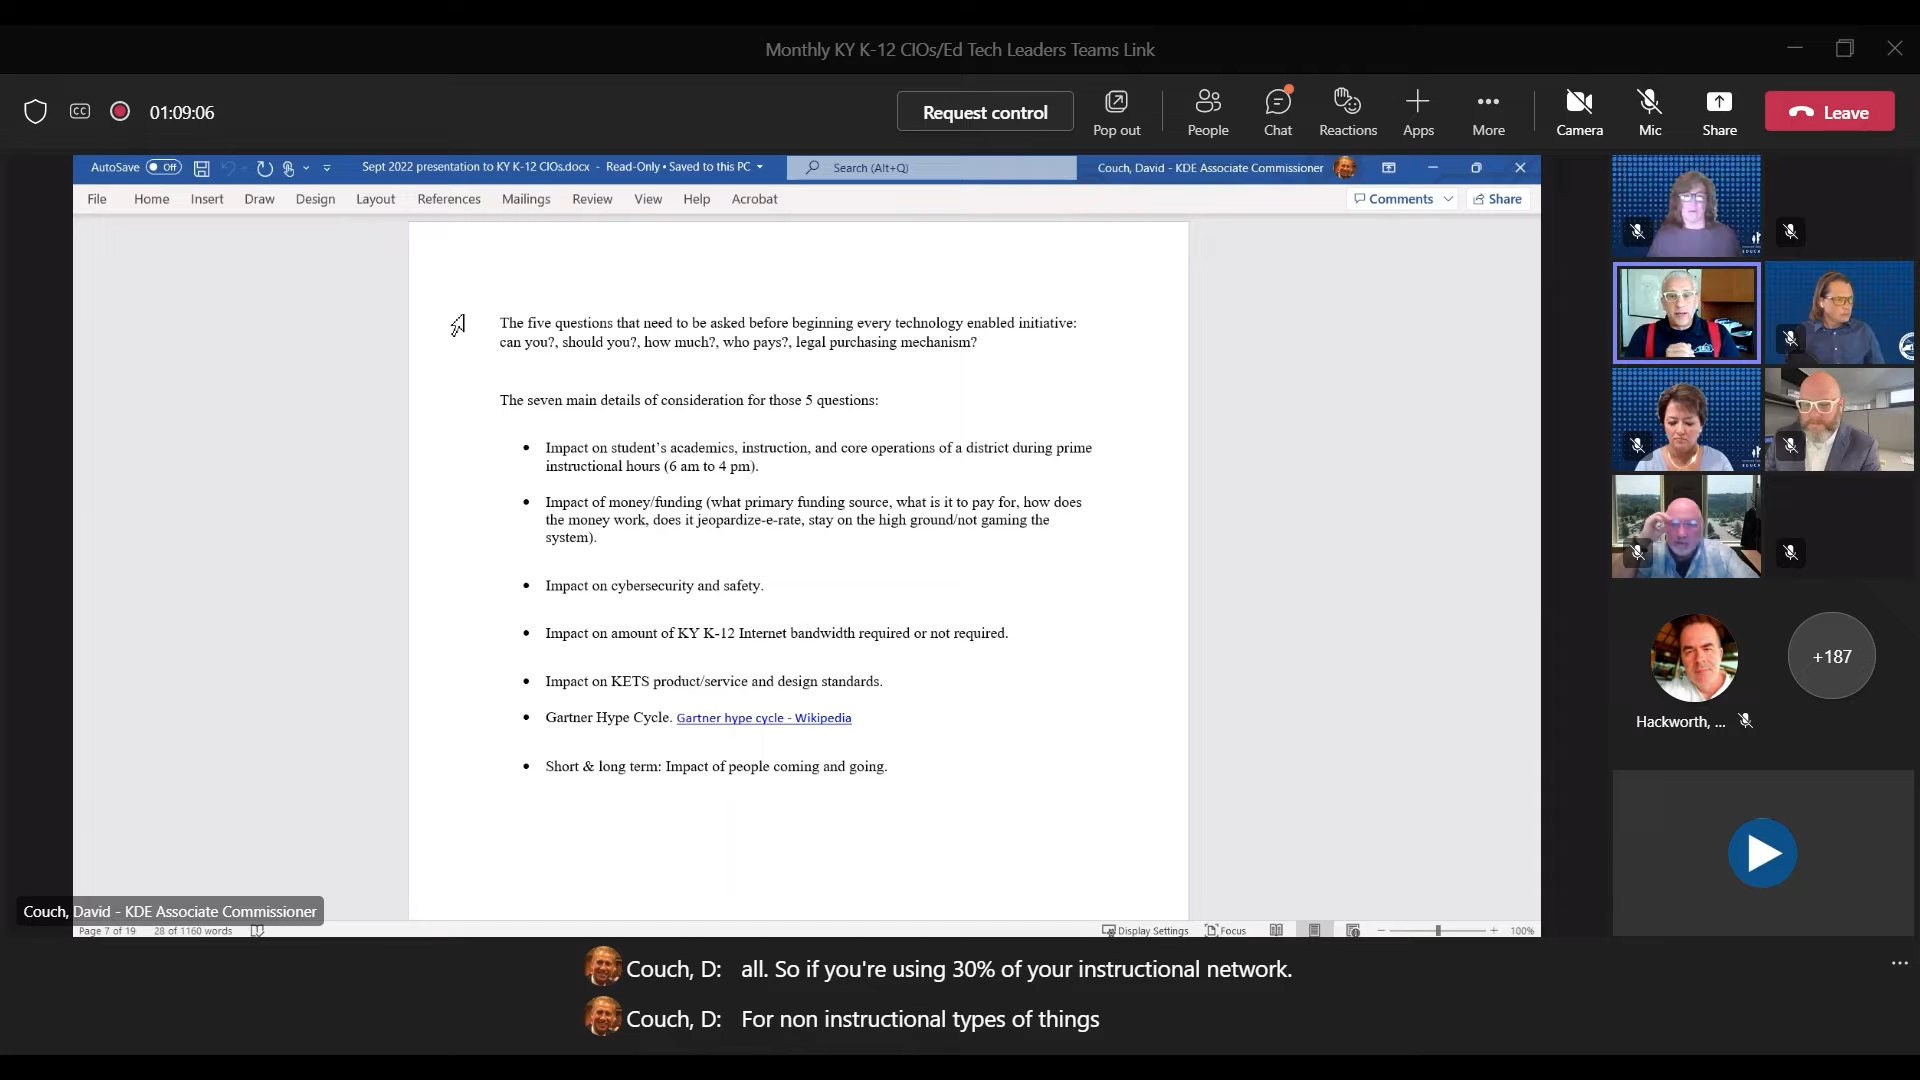 Monthly KY K-12 CIOs/Ed Tech Leaders Teams Link
CC
01:09:06
Request control
Pop out
People
Chat
Reactions
Apps
More
Camera
Mic
Share
Leave
AutoSave Off
Sept 2022 presentation to KY K-12 CIOs.docx - Read-Only • Saved to this PC
Search (Alt+Q)
Couch, David - KDE Associate Commissioner
File Home Insert Draw Design Layout References Mailings Review View Help Acrobat
Comments
Share
The five questions that need to be asked before beginning every technology enabled initiative:
can you?, should you?, how much?, who pays?, legal purchasing mechanism?
The seven main details of consideration for those 5 questions:
• Impact on student's academics, instruction, and core operations of a district during prime
instructional hours (6 am to 4 pm).
• Impact of money/funding (what primary funding source, what is it to pay for, how does
the money work, does it jeopardize-e-rate, stay on the high ground/not gaming the
system).
• Impact on cybersecurity and safety.
• Impact on amount of KY K-12 Internet bandwidth required or not required.
• Impact on KETS product/service and design standards.
• Gartner Hype Cycle. Gartner hype cycle - Wikipedia
• Short & long term: Impact of people coming and going.
Couch, David - KDE Associate Commissioner
Page 7 of 19 28 of 1160 words
Display Settings Focus
100%
+187
Hackworth, ...
Couch, D: all. So if you're using 30% of your instructional network.
Couch, D: For non instructional types of things